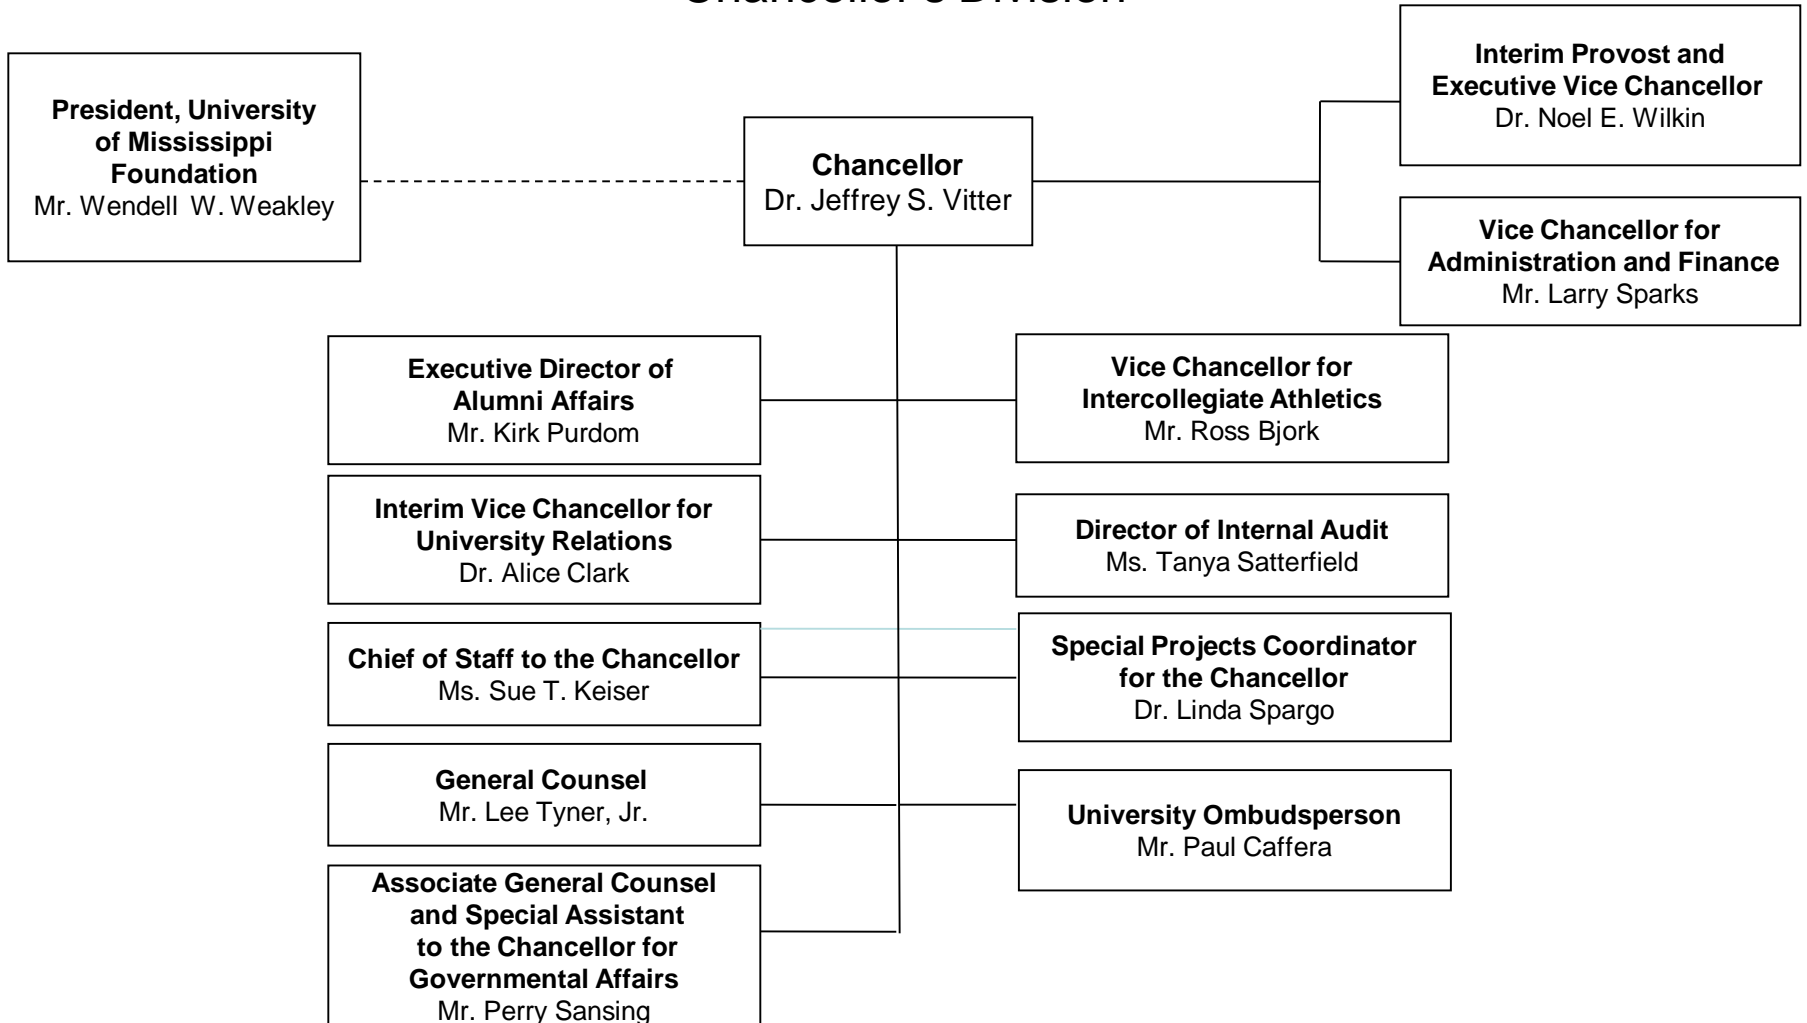 Chancellor's Division
President, University
of Mississippi
Foundation
Mr. Wendell W. Weakley
Chancellor
Dr. Jeffrey S. Vitter
Interim Provost and
Executive Vice Chancellor
Dr. Noel E. Wilkin
Vice Chancellor for
Administration and Finance
Mr. Larry Sparks
Executive Director of
Alumni Affairs
Mr. Kirk Purdom
Vice Chancellor for
Intercollegiate Athletics
Mr. Ross Bjork
Interim Vice Chancellor for
University Relations
Dr. Alice Clark
Director of Internal Audit
Ms. Tanya Satterfield
Chief of Staff to the Chancellor
Ms. Sue T. Keiser
Special Projects Coordinator
for the Chancellor
Dr. Linda Spargo
General Counsel
Mr. Lee Tyner, Jr.
University Ombudsperson
Mr. Paul Caffera
Associate General Counsel
and Special Assistant
to the Chancellor for
Governmental Affairs
Mr. Perry Sansing